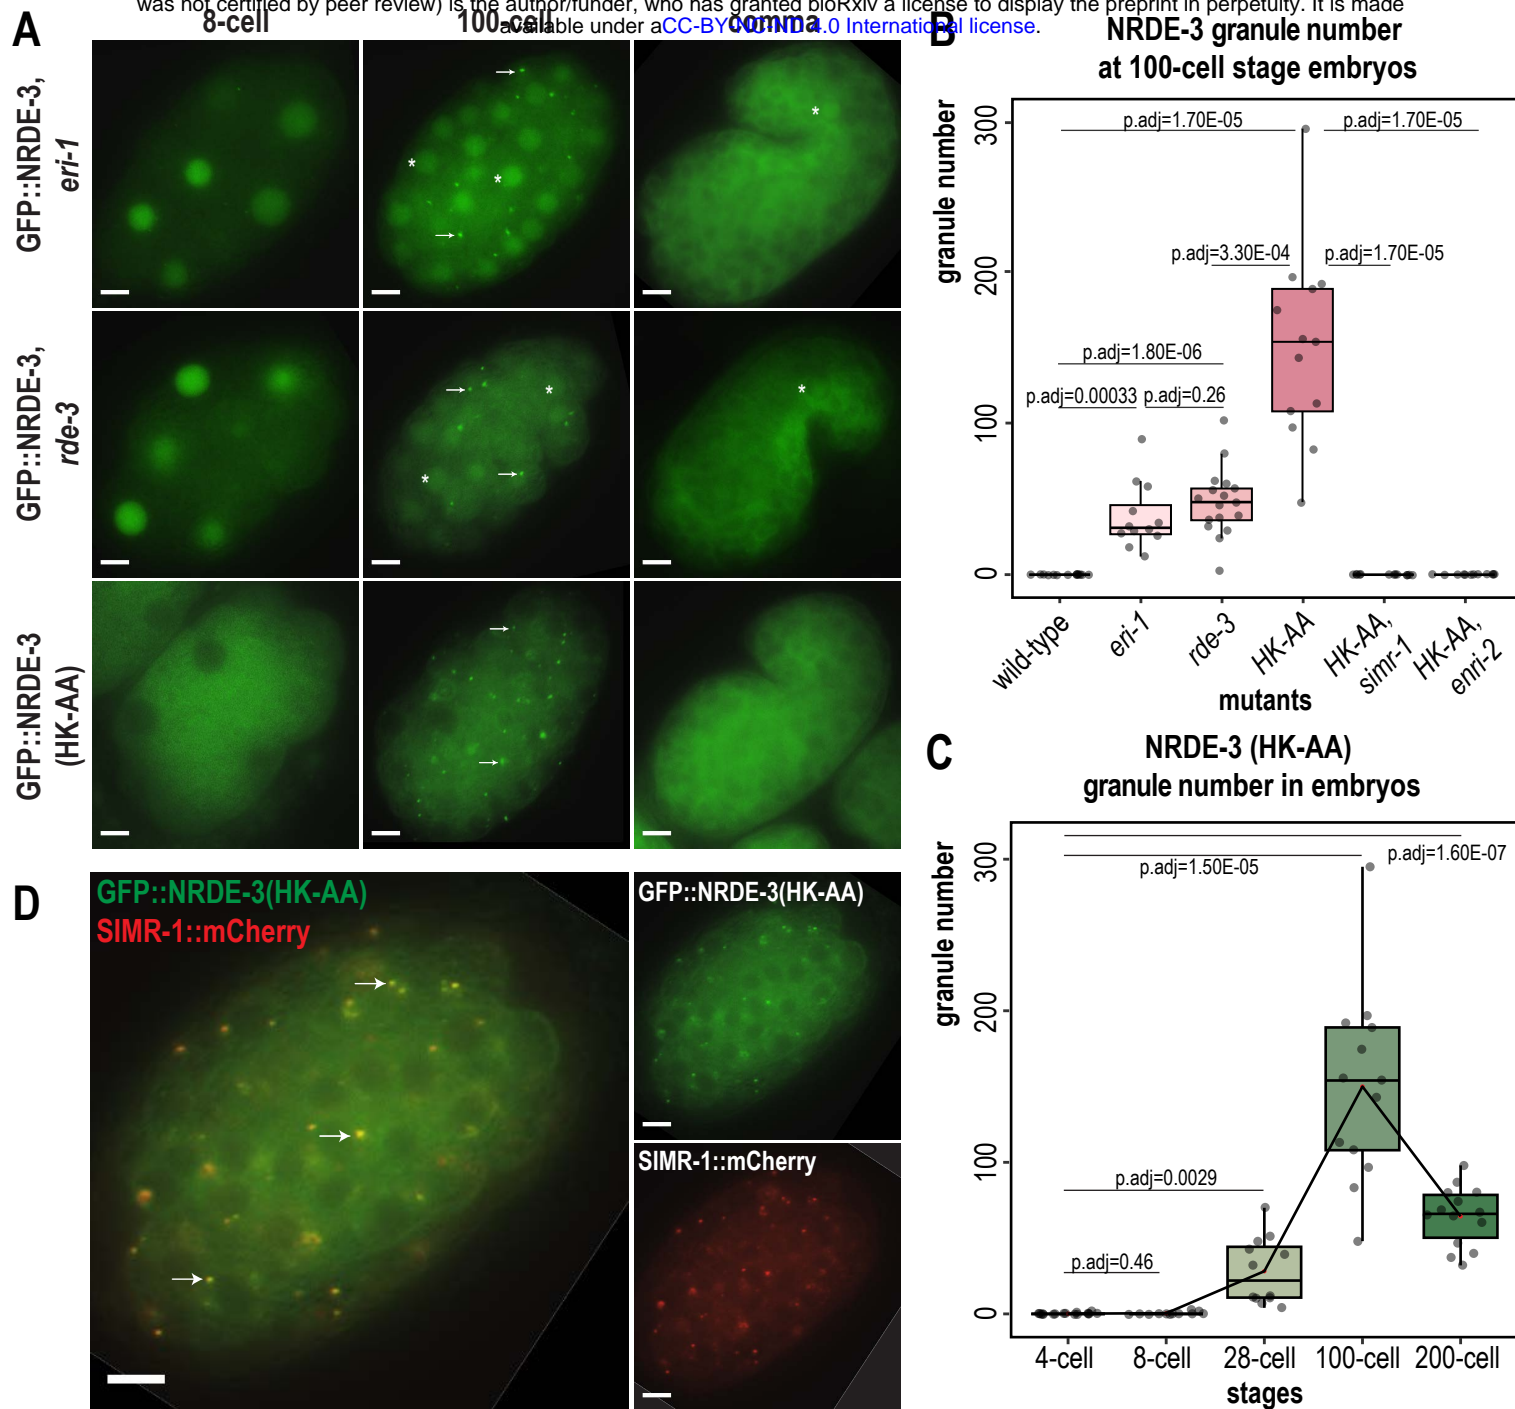 was not certified by peer review) is the author/funder, who has granted bioRxiv a license to display the preprint in perpetuity. It is made
available under aCC-BY-NC-ND 4.0 International license.
A
8-cell
100-cell
comma
GFP::NRDE-3,
eri-1
*
*
*
GFP::NRDE-3,
rde-3
*
*
*
GFP::NRDE-3
(HK-AA)
B
NRDE-3 granule number
at 100-cell stage embryos
granule number
300
200
100
0
p.adj=1.70E-05
p.adj=1.70E-05
p.adj=3.30E-04
p.adj=1.70E-05
p.adj=1.80E-06
p.adj=0.00033
p.adj=0.26
wild-type
eri-1
rde-3
HK-AA
HK-AA,
simr-1
HK-AA,
enri-2
mutants
C
NRDE-3 (HK-AA)
granule number in embryos
granule number
300
200
100
0
p.adj=1.60E-07
p.adj=1.50E-05
p.adj=0.0029
p.adj=0.46
4-cell
8-cell
28-cell
100-cell
200-cell
stages
D
GFP::NRDE-3(HK-AA)
SIMR-1::mCherry
GFP::NRDE-3(HK-AA)
SIMR-1::mCherry